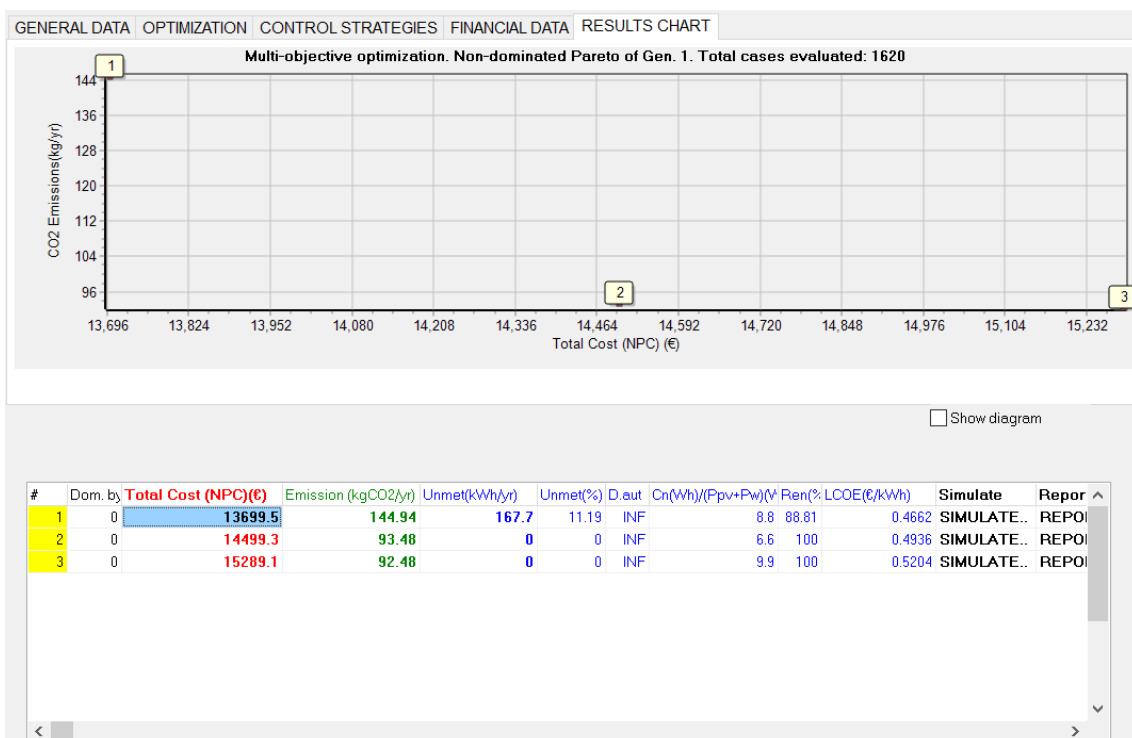 GENERAL DATA OPTIMIZATION CONTROL STRATEGIES FINANCIAL DATA RESULTS CHART
Multi-objective optimization. Non-dominated Pareto of Gen. 1. Total cases evaluated: 1620
1
144
136
128
120
112
104
96
CO2 Emissions(kg/yr)
2
3
13,696 13,824 13,952 14,080 14,208 14,336 14,464 14,592 14,720 14,848 14,976 15,104 15,232
Total Cost (NPC) (€)
Show diagram
# Dom. by Total Cost (NPC)(€) Emission (kgCO2/yr) Unmet(kWh/yr) Unmet(%) D.aut Cn(Wh)/(Ppv+Pw)(V Ren(% LCOE(€/kWh) Simulate Repor
1 0 13699.5 144.94 167.7 11.19 INF 8.8 88.81 0.4662 SIMULATE.. REPO
2 0 14499.3 93.48 0 0 INF 6.6 100 0.4936 SIMULATE.. REPO
3 0 15289.1 92.48 0 0 INF 9.9 100 0.5204 SIMULATE.. REPO